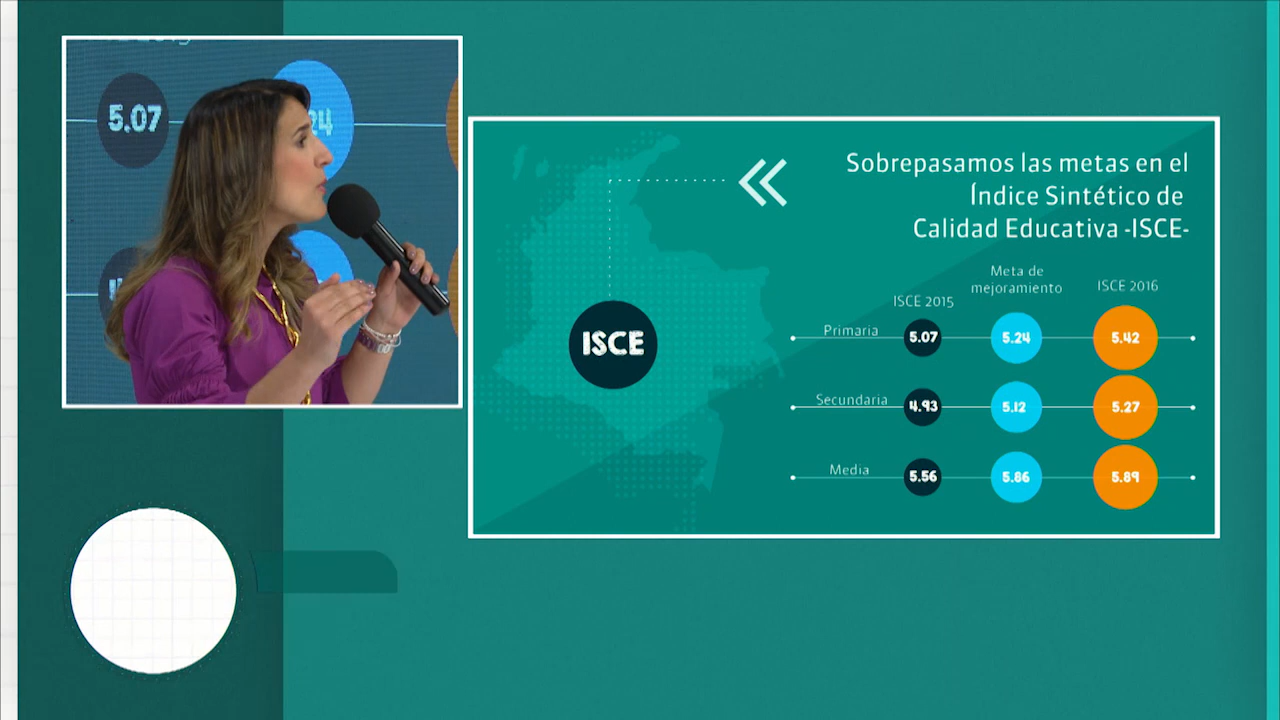 5.07
24
Sobrepasamos las metas en el
Índice Sintético de
Calidad Educativa -ISCE-
ISCE
ISCE 2015
Meta de
mejoramiento
ISCE 2016
Primaria 5.07 5.24 5.42
Secundaria 4.93 5.12 5.27
Media 5.56 5.86 5.89